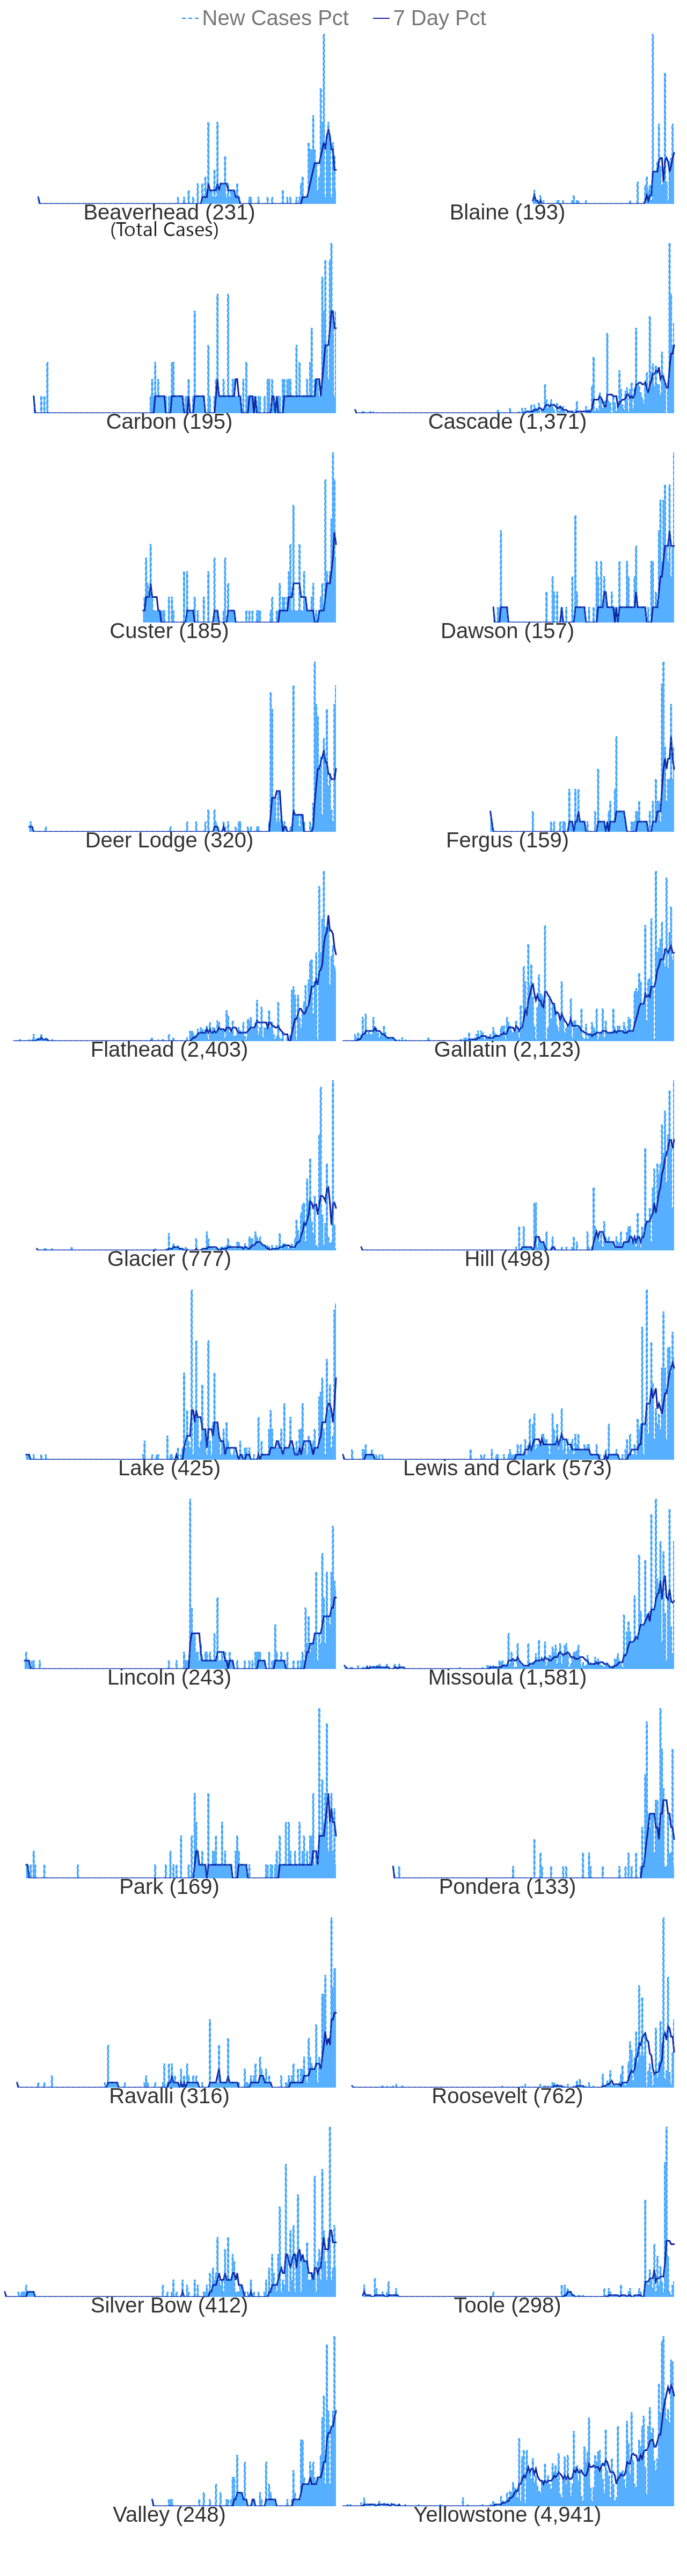 New Cases Pct 7 Day Pct
Beaverhead (231) Blaine (193)
(Total Cases)
Carbon (195) Cascade (1,371)
Custer (185) Dawson (157)
Deer Lodge (320) Fergus (159)
Flathead (2,403) Gallatin (2,123)
Glacier (777) Hill (498)
Lake (425) Lewis and Clark (573)
Lincoln (243) Missoula (1,581)
Park (169) Pondera (133)
Ravalli (316) Roosevelt (762)
Silver Bow (412) Toole (298)
Valley (248) Yellowstone (4,941)